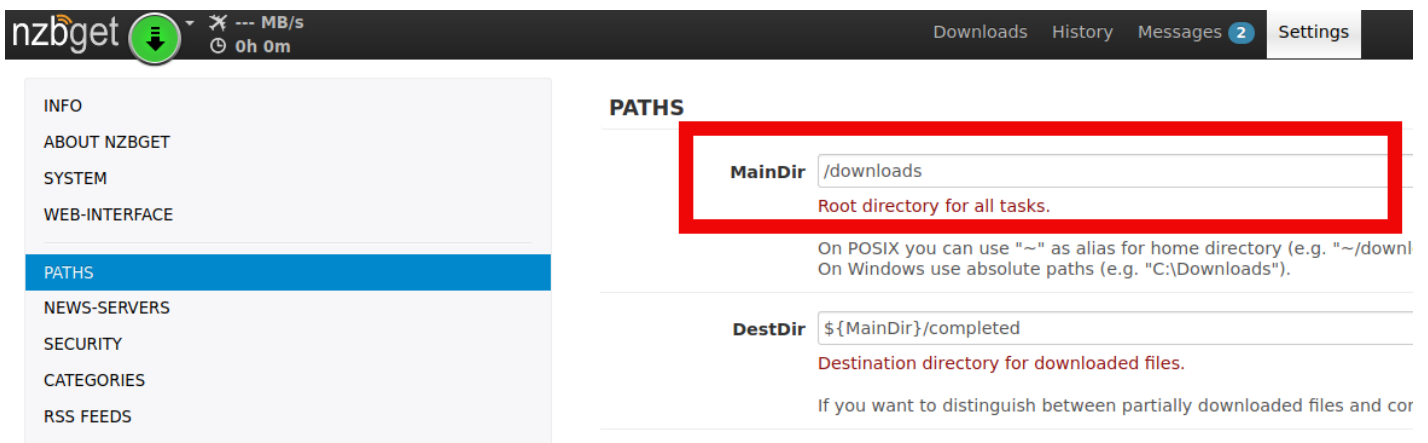 nzbget --- MB/s
0h 0m
Downloads History Messages 2 Settings
INFO
ABOUT NZBGET
SYSTEM
WEB-INTERFACE
PATHS
NEWS-SERVERS
SECURITY
CATEGORIES
RSS FEEDS
PATHS
MainDir /downloads
Root directory for all tasks.
On POSIX you can use "~" as alias for home directory (e.g. "~/downl
On Windows use absolute paths (e.g. "C:\Downloads").
DestDir ${MainDir}/completed
Destination directory for downloaded files.
If you want to distinguish between partially downloaded files and